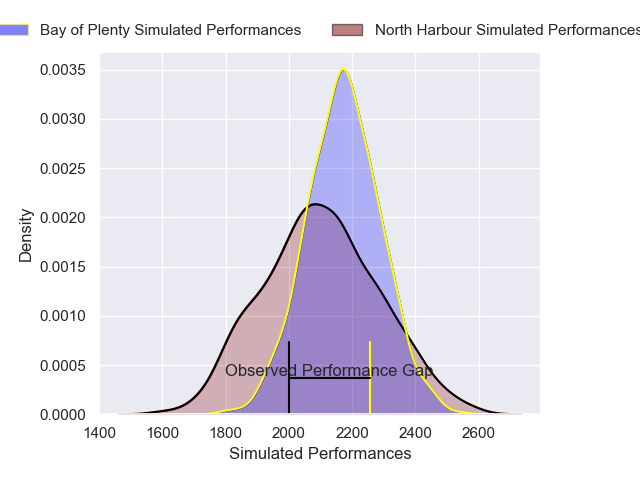 Bay of Plenty Simulated Performances North Harbour Simulated Performances
0.0035
0.0030
0.0025
0.0020
0.0015
0.0010
0.0005
0.0000
Density
Observed Performance Gap
1400 1600 1800 2000 2200 2400 2600
Simulated Performances